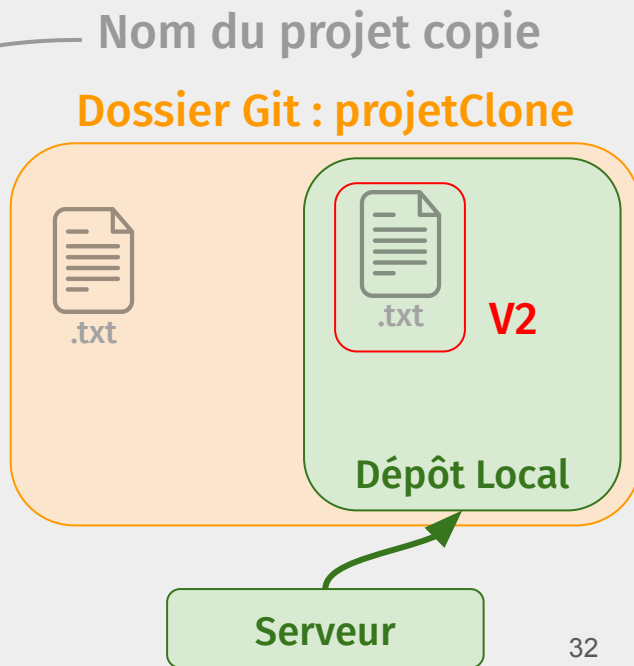 Nom du projet copie
Dossier Git : projetClone
.txt
.txt
V2
Dépôt Local
Serveur
32